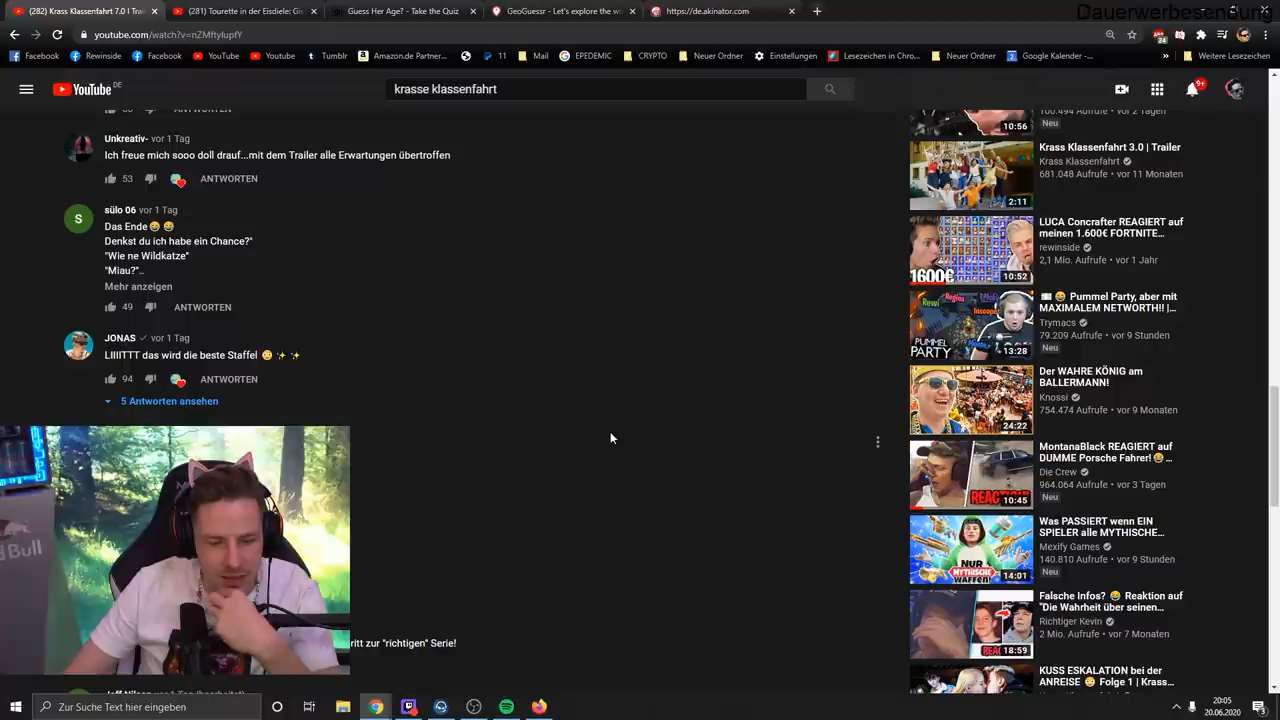 Dauerwerbesendung
(282) Krass Klassenfahrt 7.0 I Tra
(281) Tourette in der Eisdiele: Gis
Guess Her Age? - Take the Quiz
GeoGuessr - Let's explore the wo
https://de.akinator.com
youtube.com/watch?v=nZMftyIupfY
Facebook
Rewinside
Facebook
YouTube
Youtube
Tumblr
Amazon.de Partner...
11
Mail
EPEDEMIC
CRYPTO
Neuer Ordner
Einstellungen
Lesezeichen in Chro...
Neuer Ordner
Google Kalender -...
Weitere Lesezeichen
YouTube DE
krasse klassenfahrt
9+
Unkreativ- vor 1 Tag
Ich freue mich sooo doll drauf...mit dem Trailer alle Erwartungen übertroffen
53 ANTWORTEN
S
sülo 06 vor 1 Tag
Das Ende😂😂
Denkst du ich habe ein Chance?"
"Wie ne Wildkatze"
"Miau?"..
Mehr anzeigen
49 ANTWORTEN
JONAS ✓ vor 1 Tag
LIIIITTT das wird die beste Staffel 😳 ✨ ✨
94 ANTWORTEN
5 Antworten ansehen
Red Bull
ritt zur "richtigen" Serie!
10:56
100.494 Aufrufe • vor 2 Tagen
Neu
2:11
Krass Klassenfahrt 3.0 | Trailer
Krass Klassenfahrt
681.048 Aufrufe • vor 11 Monaten
1600€
10:52
LUCA Concrafter REAGIERT auf
meinen 1.600€ FORTNITE...
rewinside
2,1 Mio. Aufrufe • vor 1 Jahr
Rewi
Regina
Inscope
PUMMEL
PARTY
13:28
😂 Pummel Party, aber mit
MAXIMALEM NETWORTH!! |...
Trymacs
79.209 Aufrufe • vor 9 Stunden
Neu
24:22
Der WAHRE KÖNIG am
BALLERMANN!
Knossi
754.474 Aufrufe • vor 9 Monaten
REACTION
10:45
MontanaBlack REAGIERT auf
DUMME Porsche Fahrer!😂...
Die Crew
964.064 Aufrufe • vor 3 Tagen
Neu
NUR
MYTHISCHE
WAFFEN!
14:01
Was PASSIERT wenn EIN
SPIELER alle MYTHISCHE...
Mexify Games
140.810 Aufrufe • vor 9 Stunden
Neu
18:59
Falsche Infos? 😂 Reaktion auf
"Die Wahrheit über seinen...
Richtiger Kevin
2 Mio. Aufrufe • vor 7 Monaten
KUSS ESKALATION bei der
ANREISE 😳 Folge 1 | Krass...
Zur Suche Text hier eingeben
20:05
20.06.2020
3